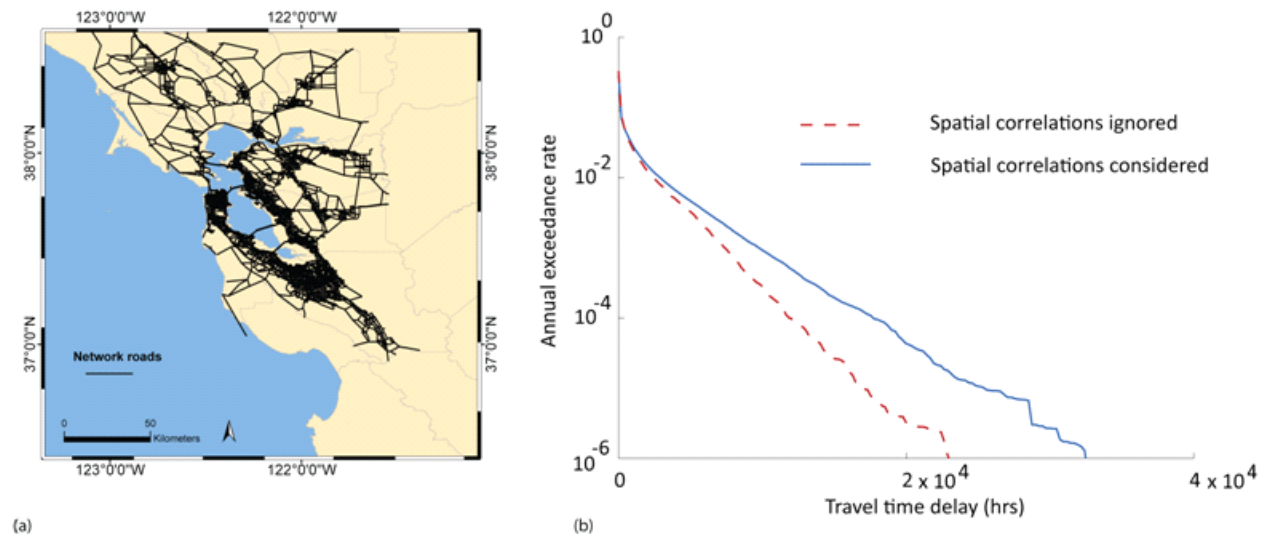 123°0'0"W
122°0'0"W
38°0'0"N
38°0'0"N
37°0'0"N
37°0'0"N
Network roads
0
50
Kilometers
123°0'0"W
122°0'0"W
(a)
10 0
10 -2
10 -4
10 -6
Annual exceedance rate
Spatial correlations ignored
Spatial correlations considered
0
2 x 10 4
4 x 10 4
Travel time delay (hrs)
(b)